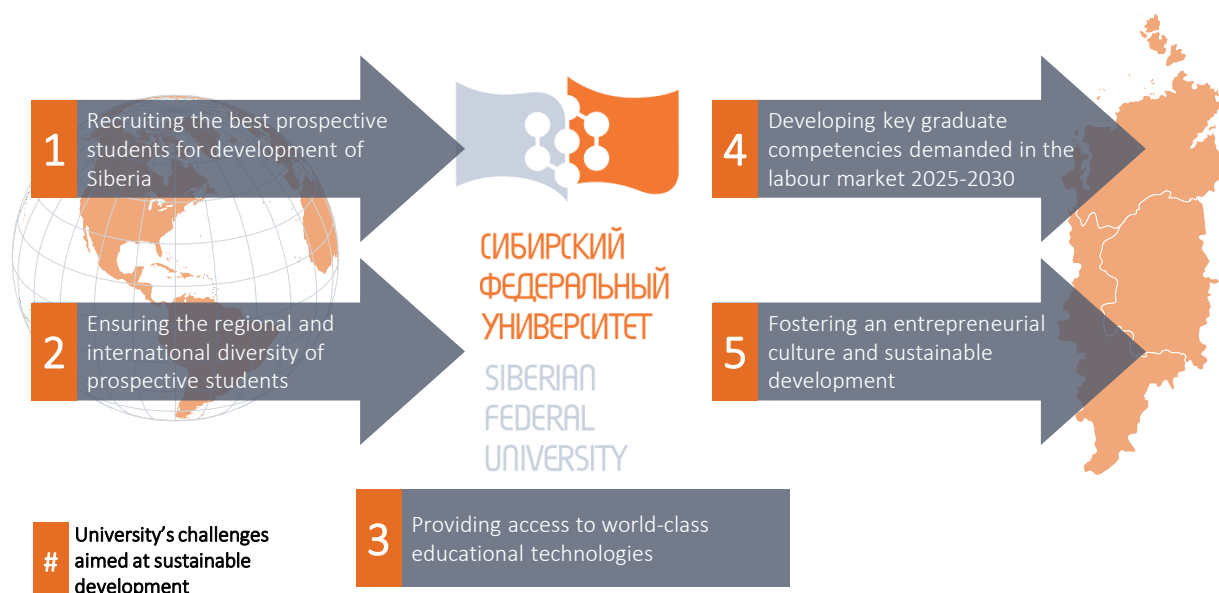 1
Recruiting the best prospective
students for development of
Siberia
2
Ensuring the regional and
international diversity of
prospective students
СИБИРСКИЙ
ФЕДЕРАЛЬНЫЙ
УНИВЕРСИТЕТ
SIBERIAN
FEDERAL
UNIVERSITY
3
Providing access to world-class
educational technologies
4
Developing key graduate
competencies demanded in the
labour market 2025-2030
5
Fostering an entrepreneurial
culture and sustainable
development
#
University’s challenges
aimed at sustainable
development